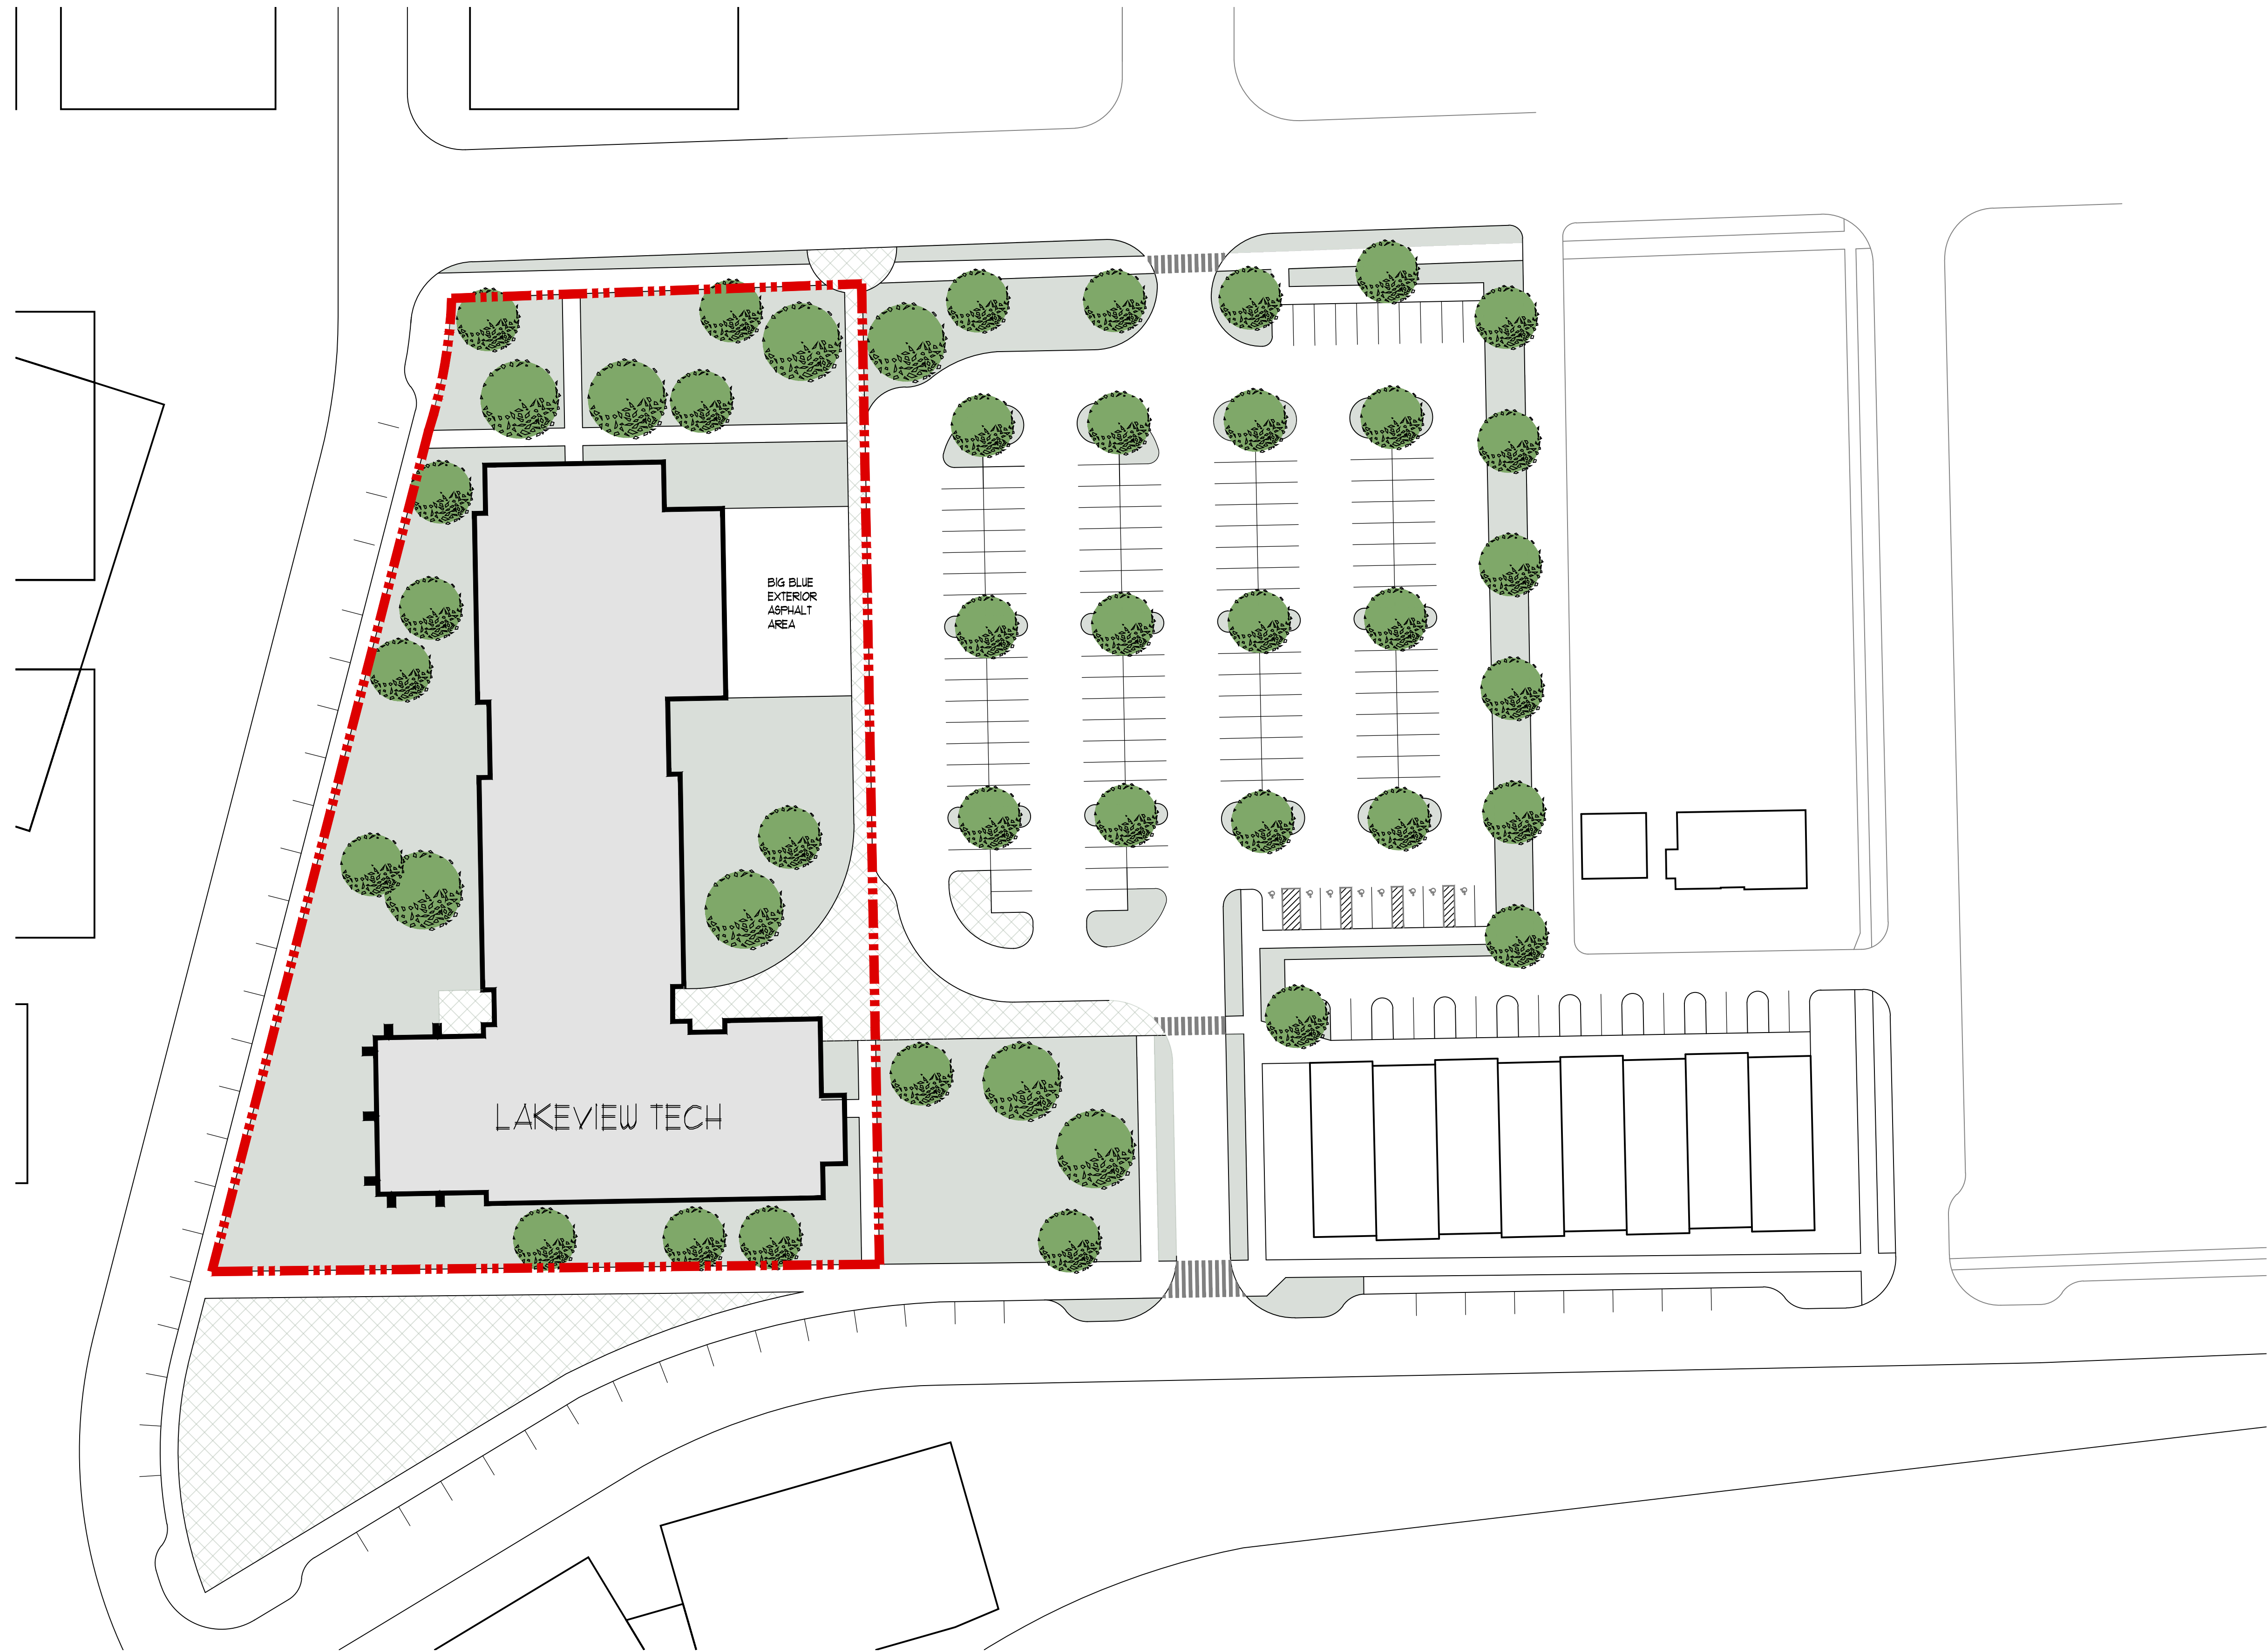 BIG BLUE
EXTERIOR
ASPHALT
AREA
LAKEVIEW TECH